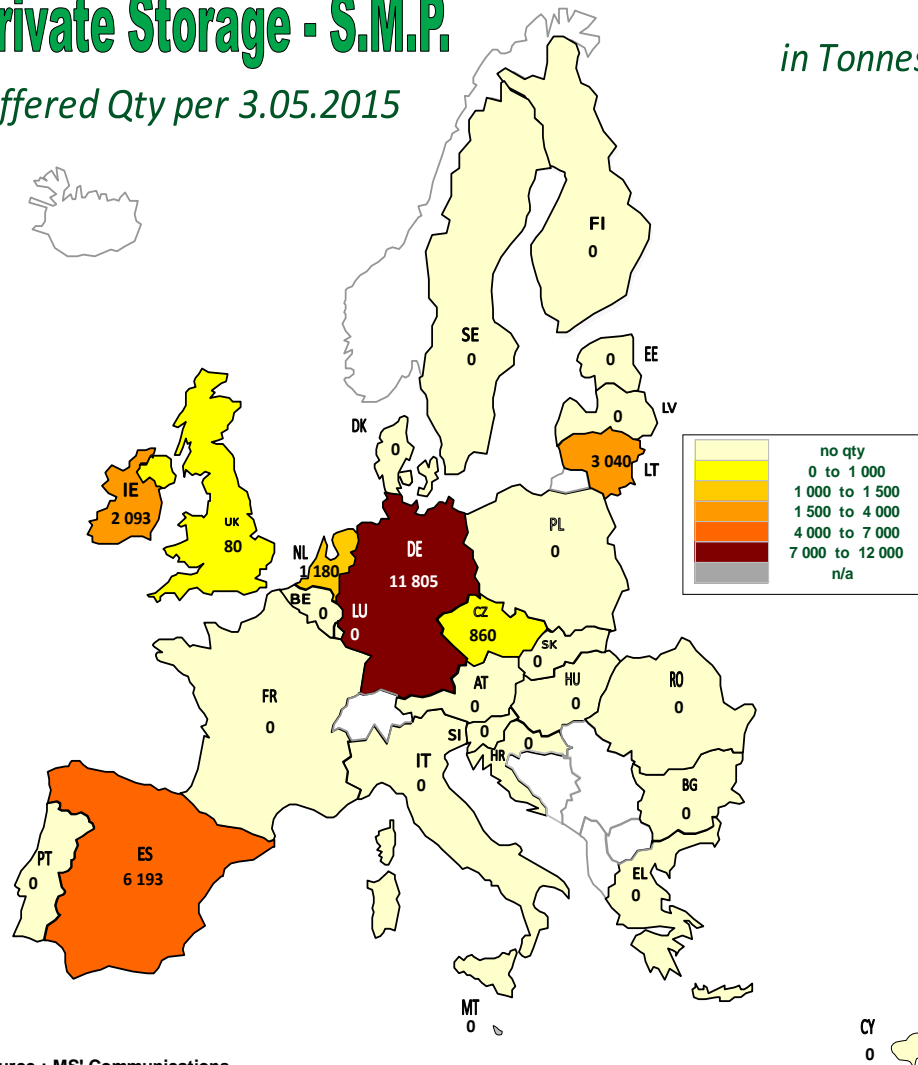 rivate Storage - S.M.P.
in Tonnes
ffered Qty per 3.05.2015
FI
0
SE
0
0
EE
DK
0
0
LV
3 040
LT
no qty
0 to 1 000
1 000 to 1 500
1 500 to 4 000
4 000 to 7 000
7 000 to 12 000
n/a
IE
2 093
UK
80
NL
1 180
DE
11 805
PL
0
BE
0
LU
0
CZ
860
SK
0
FR
0
AT
0
HU
0
RO
0
SI
0
HR
0
IT
0
BG
0
PT
0
ES
6 193
EL
0
MT
0
CY
0
urce : MS' Communications